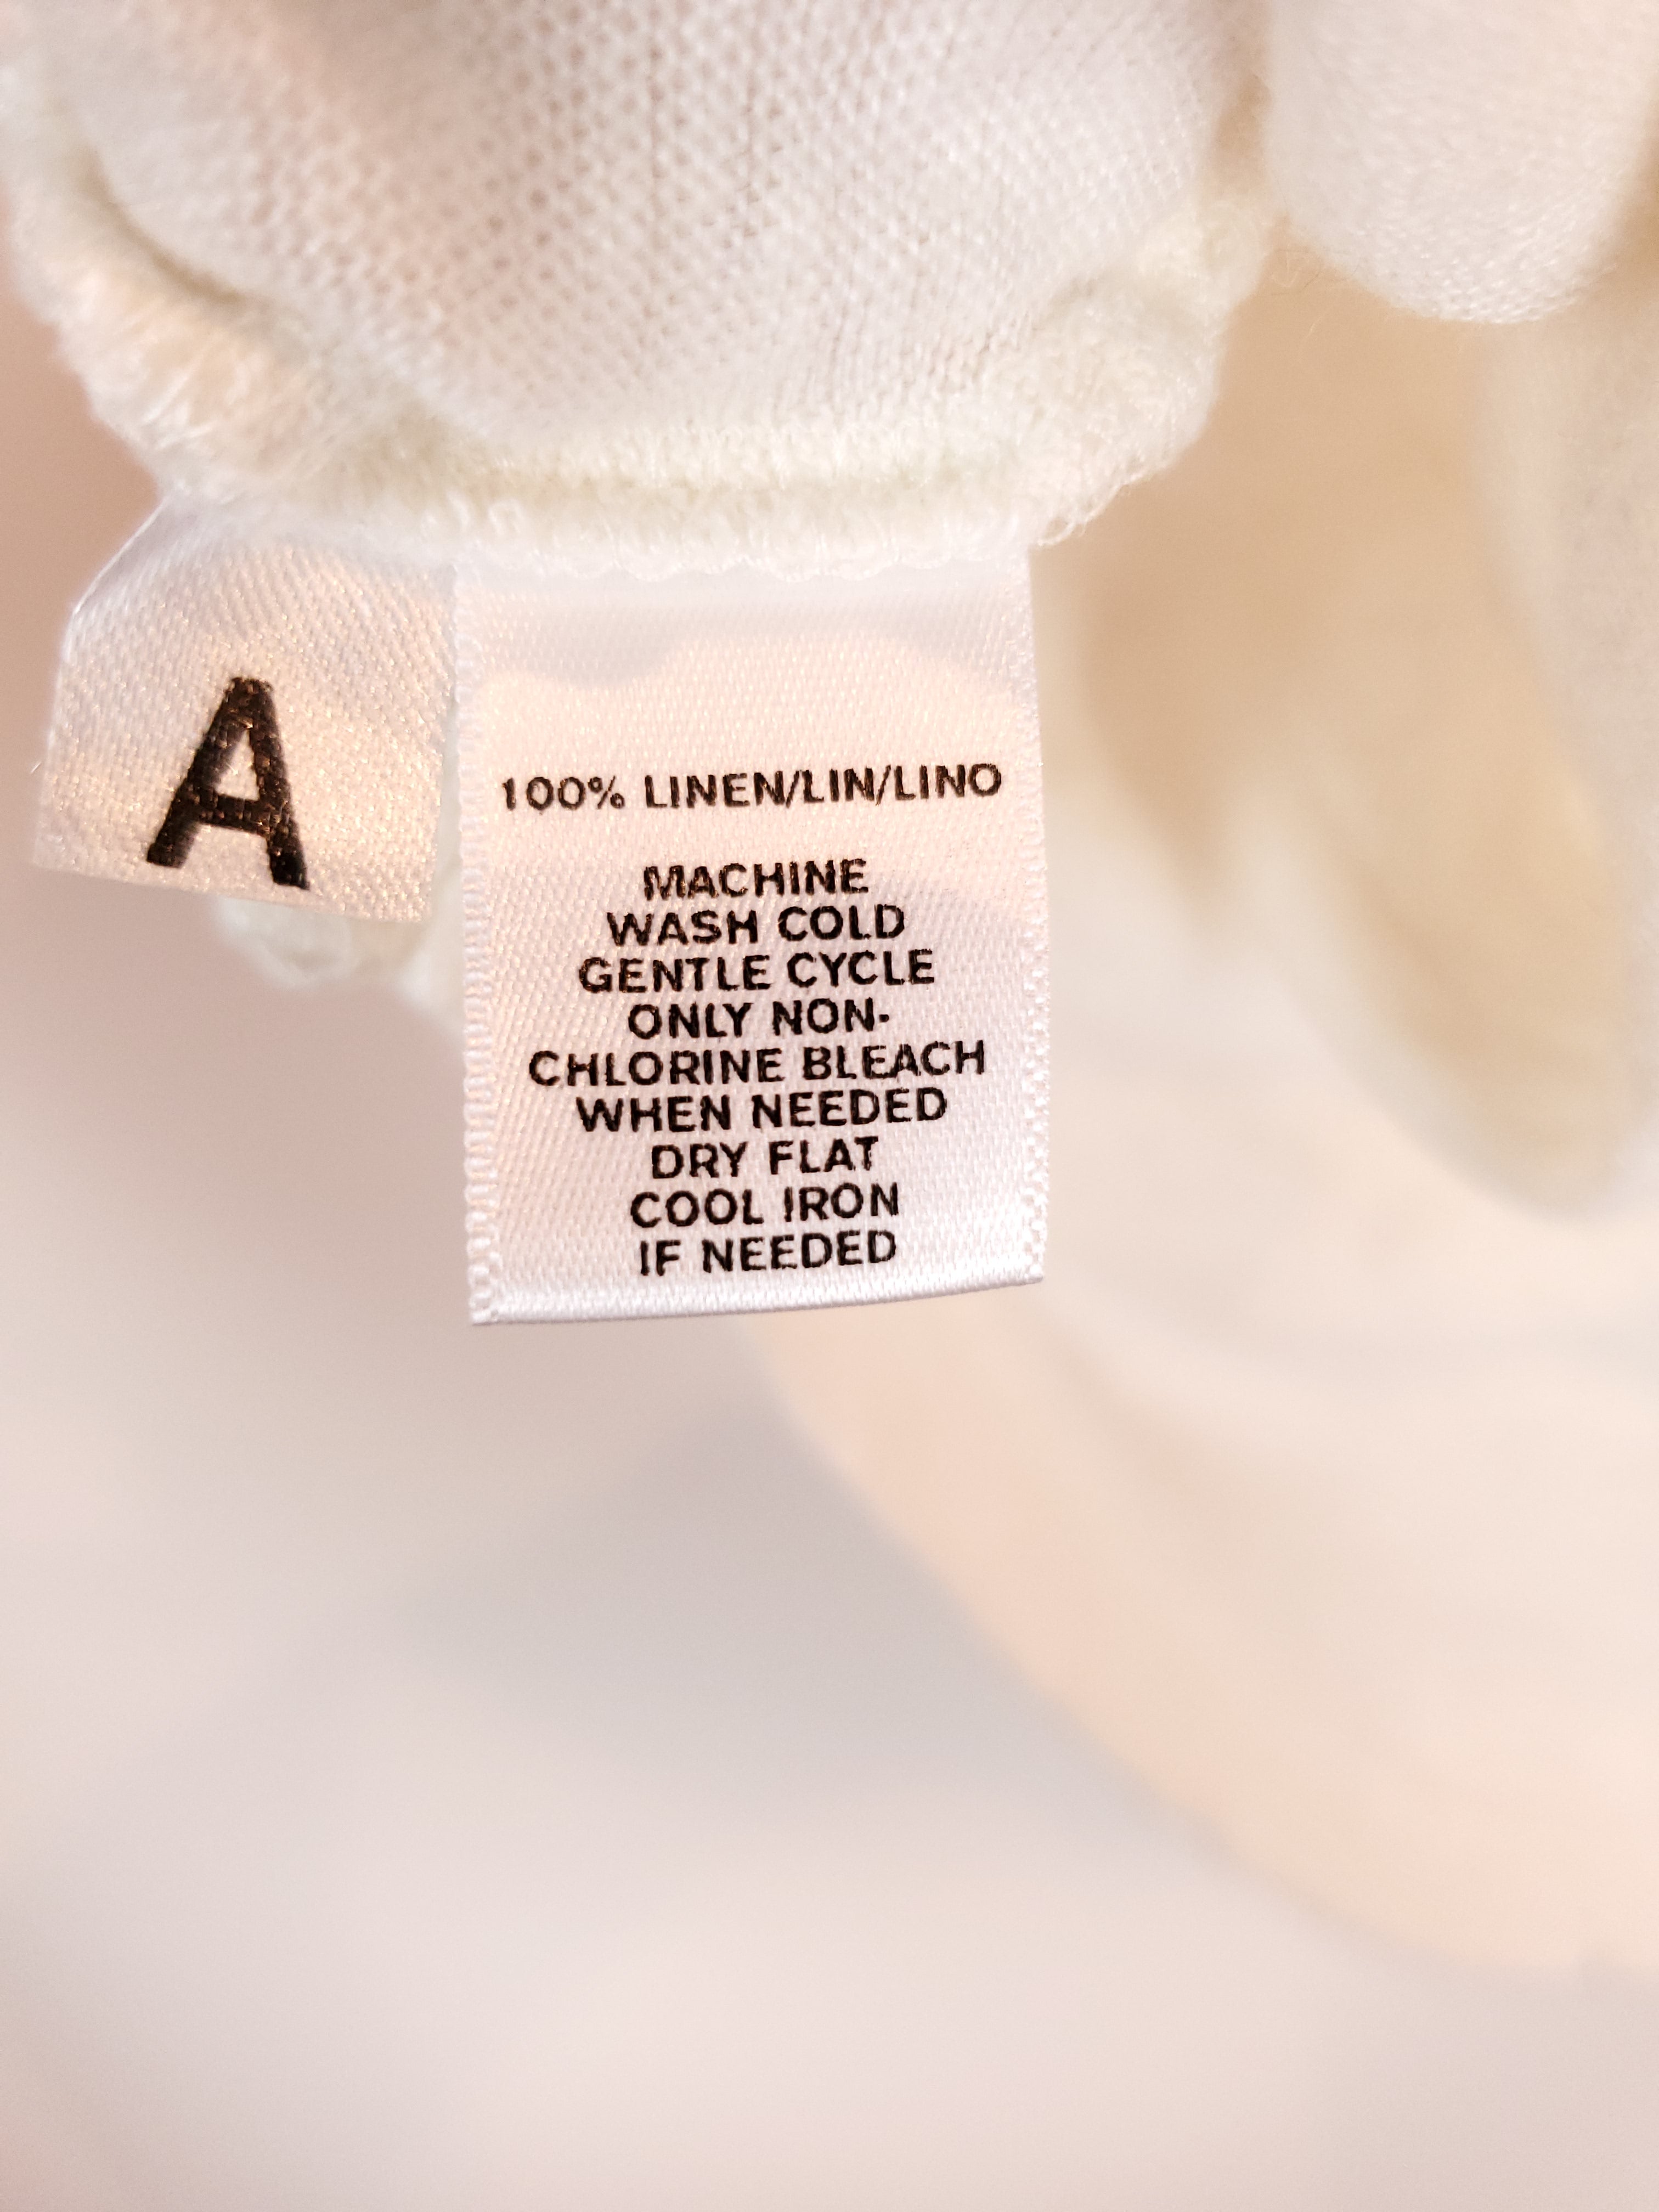 A
100% LINEN/LIN/LINO
MACHINE
WASH COLD
GENTLE CYCLE
ONLY NON-
CHLORINE BLEACH
WHEN NEEDED
DRY FLAT
COOL IRON
IF NEEDED